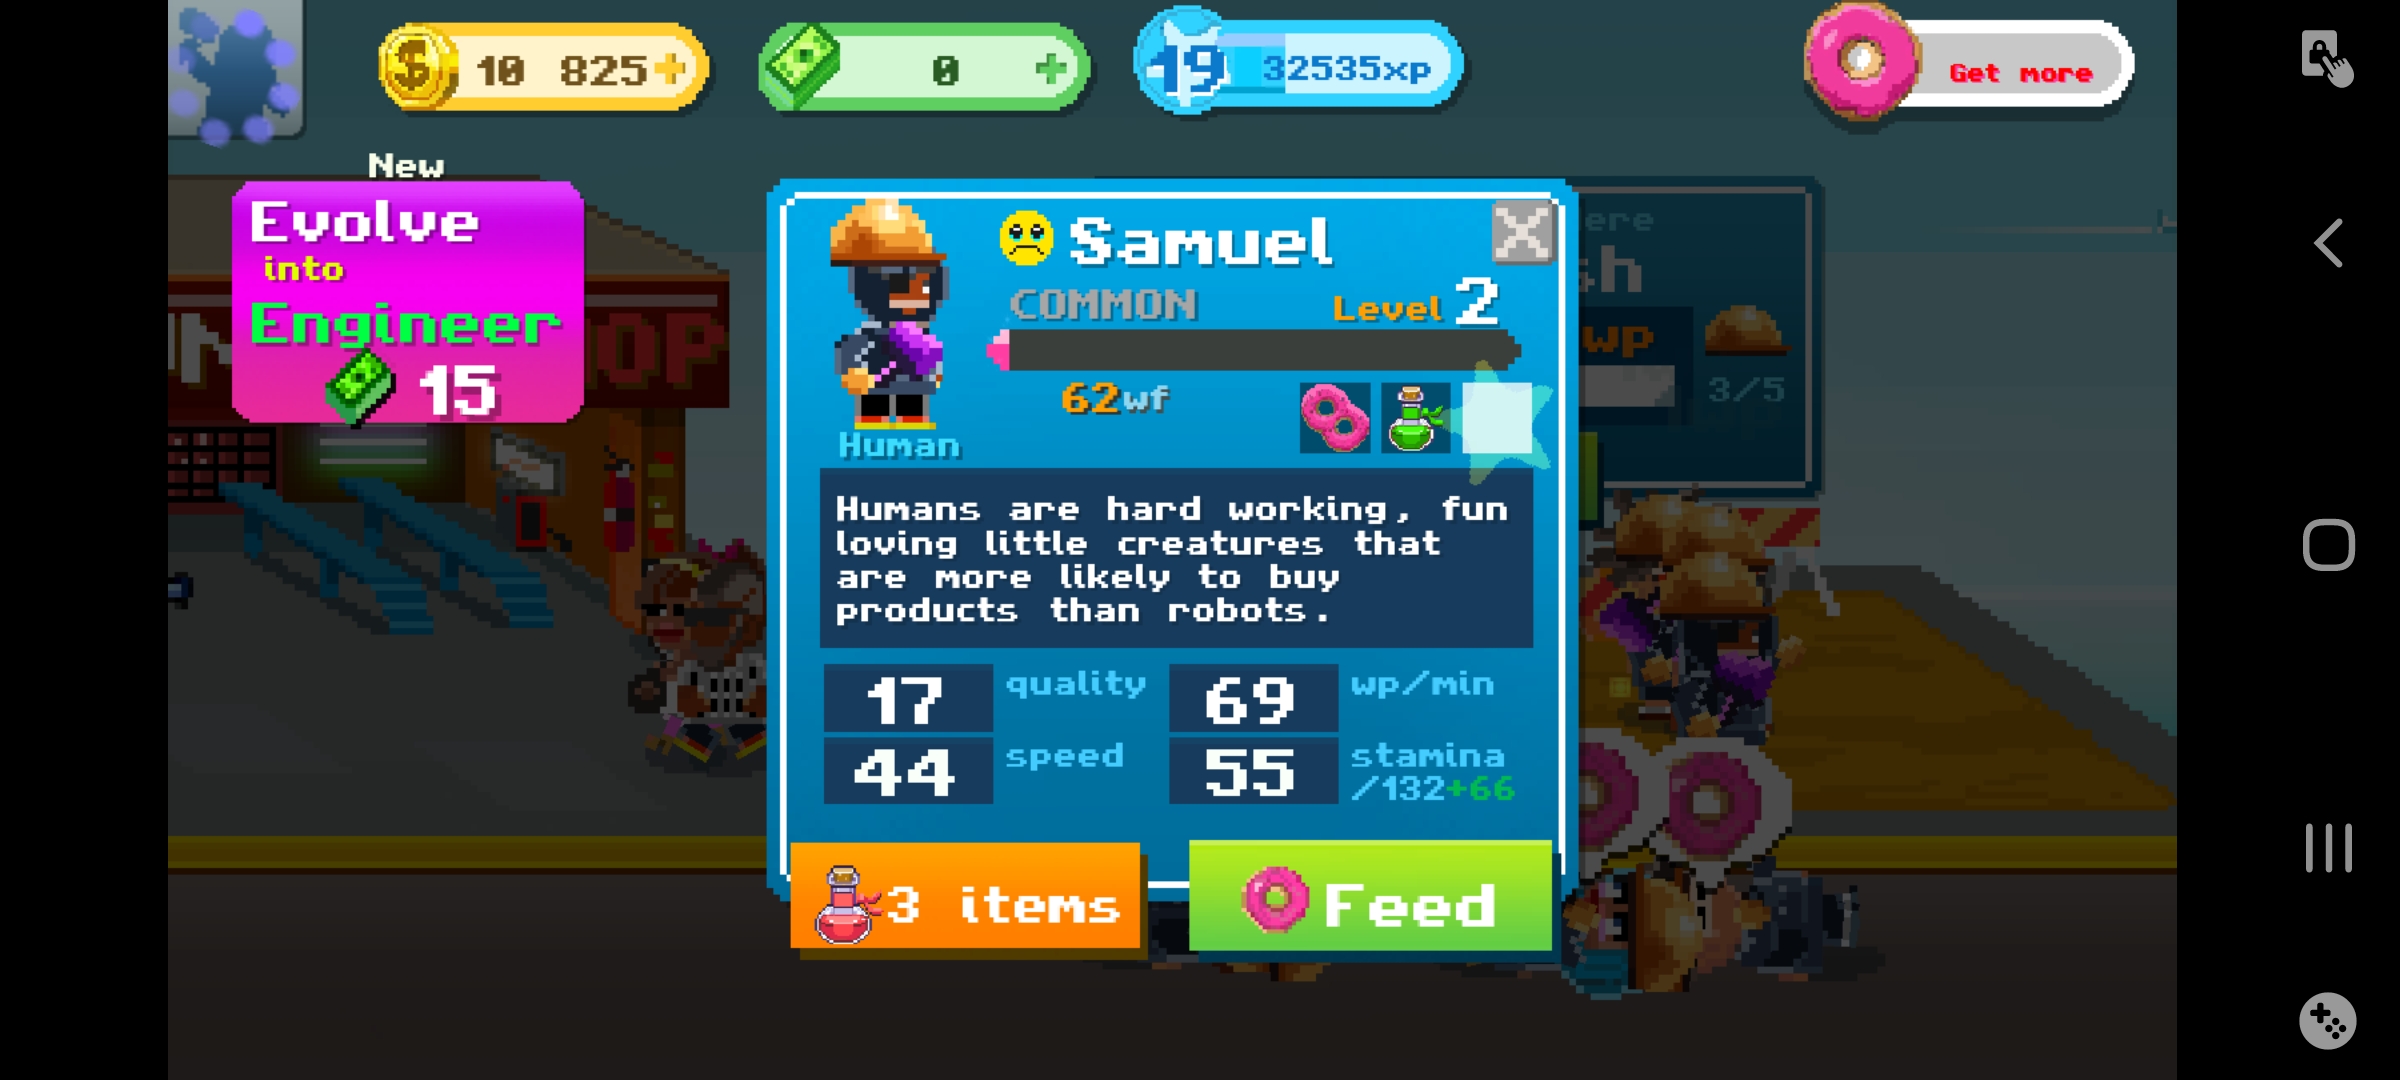 10 825
0
19 32535xp
Get more
New
Evolve
into
Engineer
15
Samuel
COMMON
Level 2
62wf
Human
Humans are hard working, fun
loving little creatures that
are more likely to buy
products than robots.
17 quality
69 wp/min
44 speed
55 stamina
/132+66
3 items
Feed
wp
3/5
OP